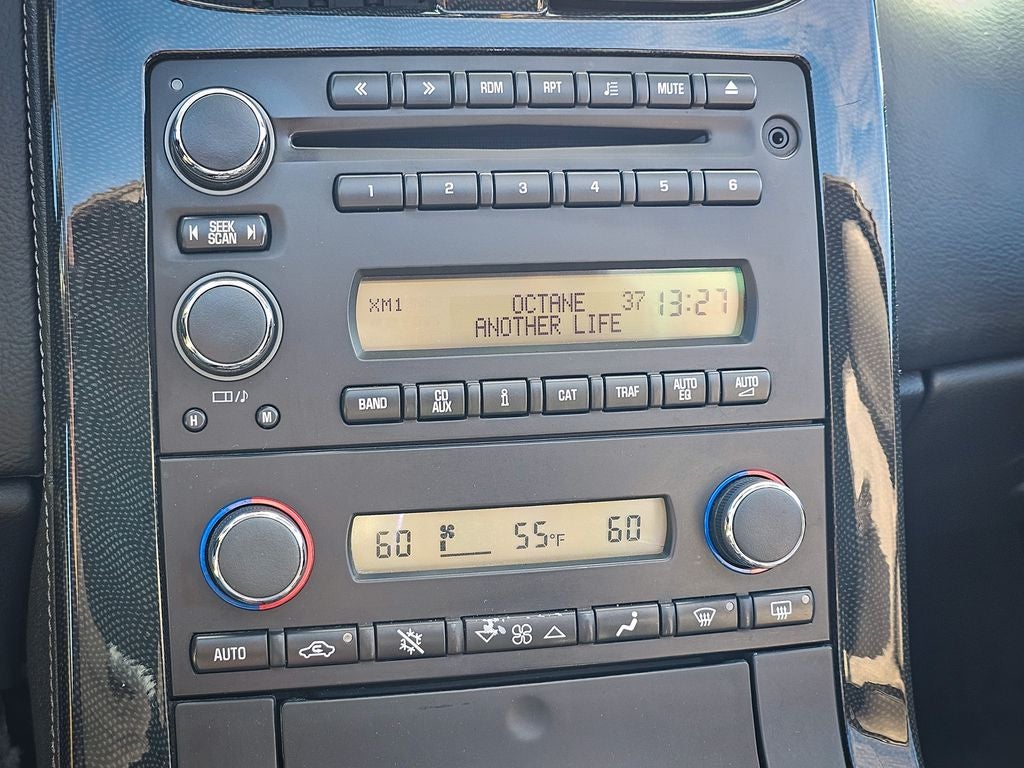 RDM RPT MUTE
1 2 3 4 5 6
SEEK
SCAN
XM1 OCTANE 37 13:27
ANOTHER LIFE
BAND CD AUX i CAT TRAF AUTO EQ AUTO
H M
60 55°F 60
AUTO